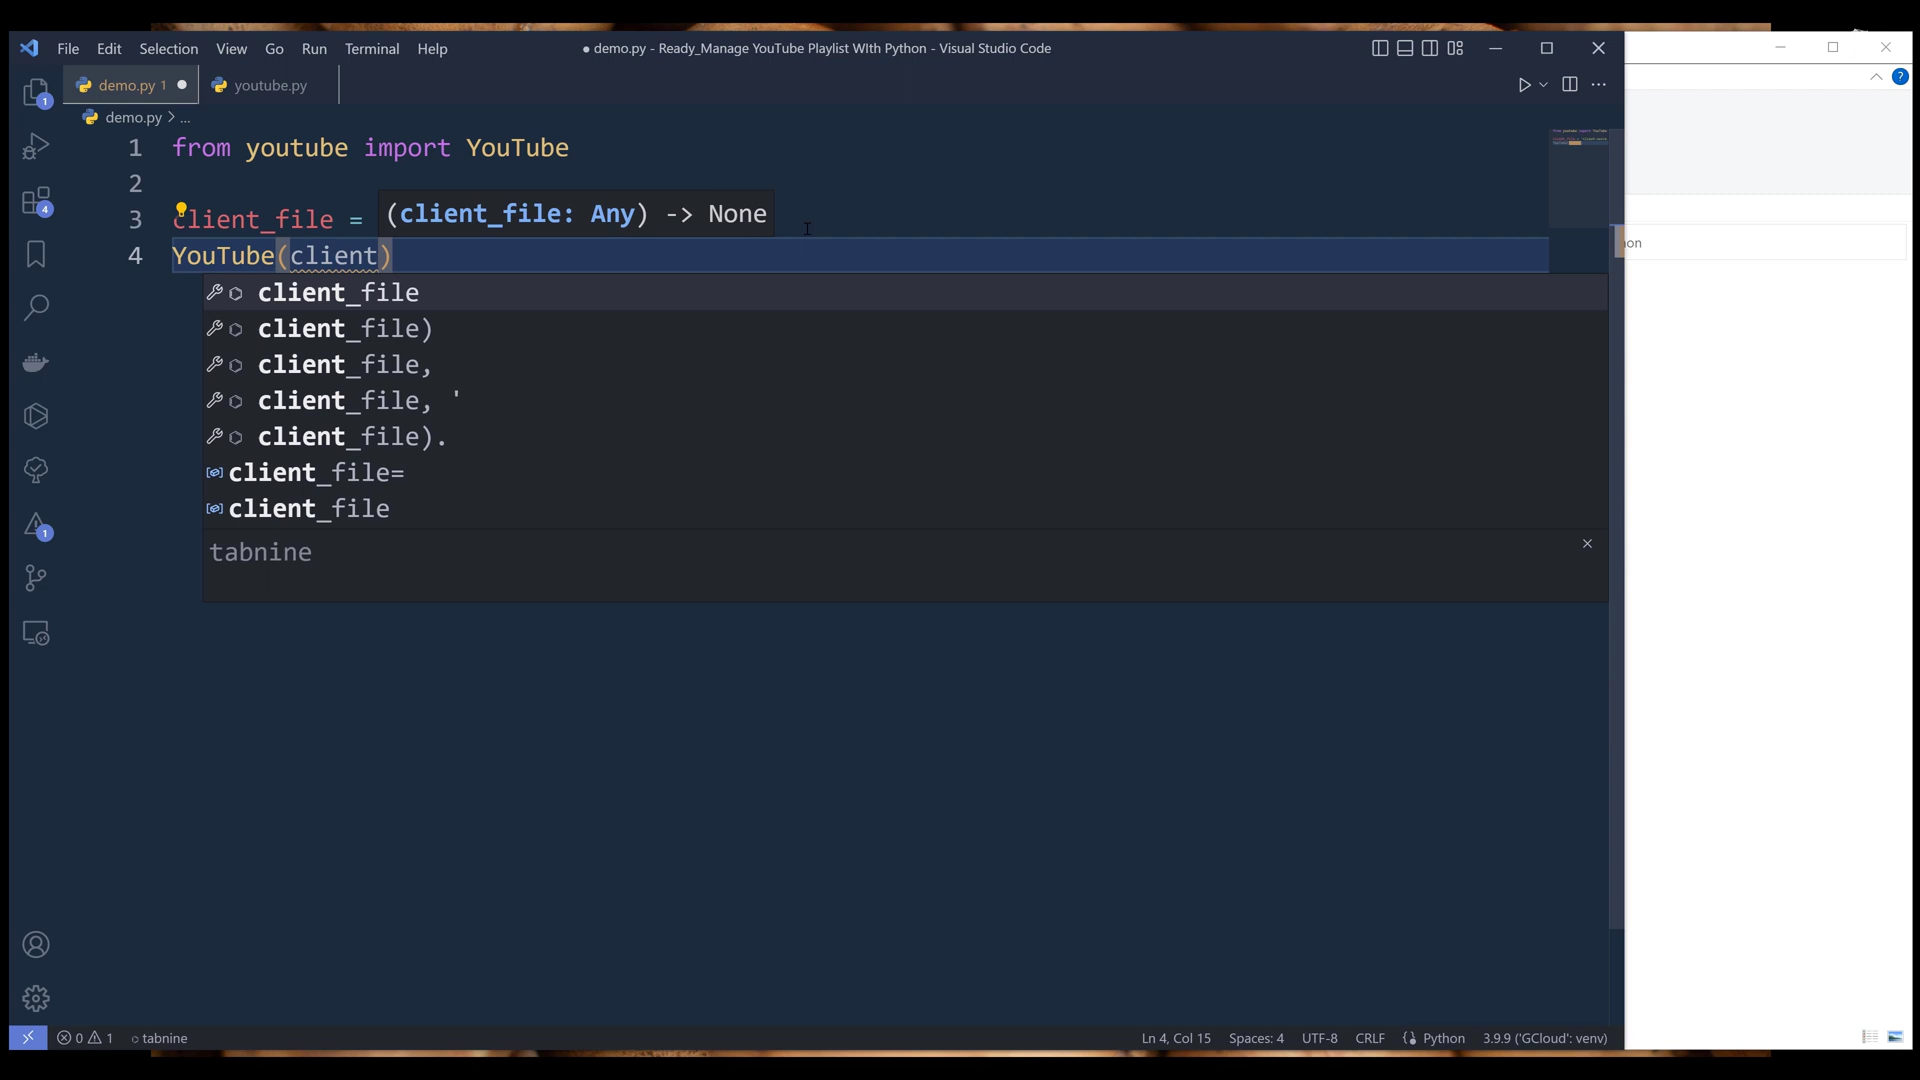 File Edit Selection View Go Run Terminal Help
● demo.py - Ready_Manage YouTube Playlist WIth Python - Visual Studio Code
demo.py 1 ●
youtube.py
1
demo.py > ...
1 from youtube import YouTube
2
(client_file: Any) -> None
3 client_file =
4 YouTube(client)
on
client_file
4
client_file)
client_file,
client_file, '
client_file).
client_file=
client_file
1
tabnine
0 1 tabnine
Ln 4, Col 15 Spaces: 4 UTF-8 CRLF Python 3.9.9 ('GCloud': venv)